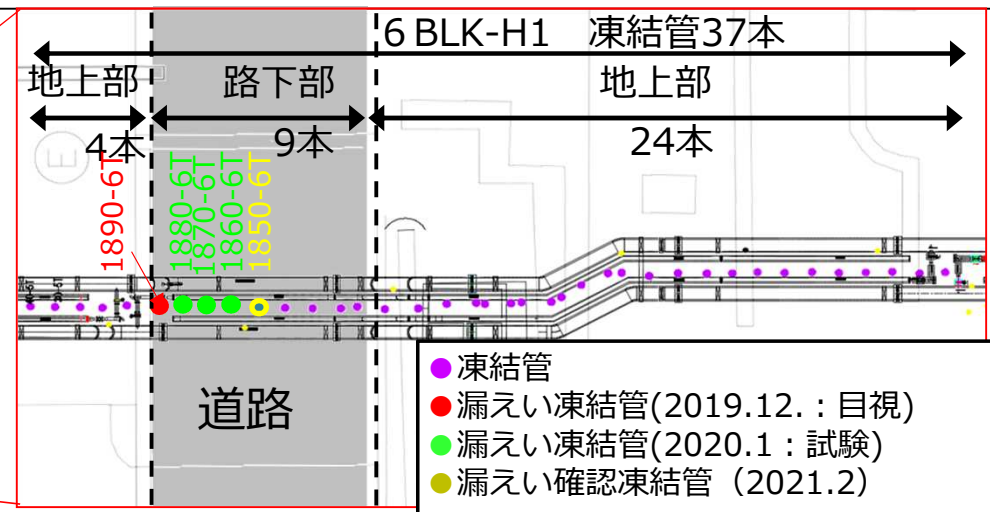 6 BLK-H1 凍結管37本
地上部 路下部 地上部
4本 9本 24本
E
1890-6T
1880-6T
1870-6T
1860-6T
1850-6T
道路
●凍結管
●漏えい凍結管(2019.12.：目視)
●漏えい凍結管(2020.1：試験)
●漏えい確認凍結管（2021.2）